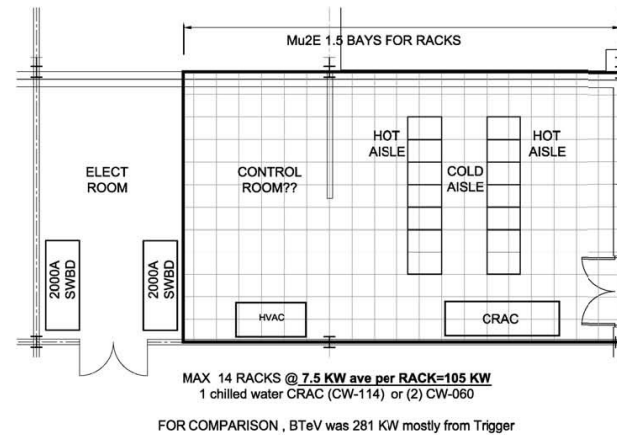 Mu2E 1.5 BAYS FOR RACKS
HOT
AISLE
HOT
AISLE
COLD
AISLE
ELECT
ROOM
CONTROL
ROOM??
2000A
SWBD
2000A
SWBD
HVAC
CRAC
MAX 14 RACKS @ 7.5 KW ave per RACK=105 KW
1 chilled water CRAC (CW-114) or (2) CW-060
FOR COMPARISON , BTeV was 281 KW mostly from Trigger